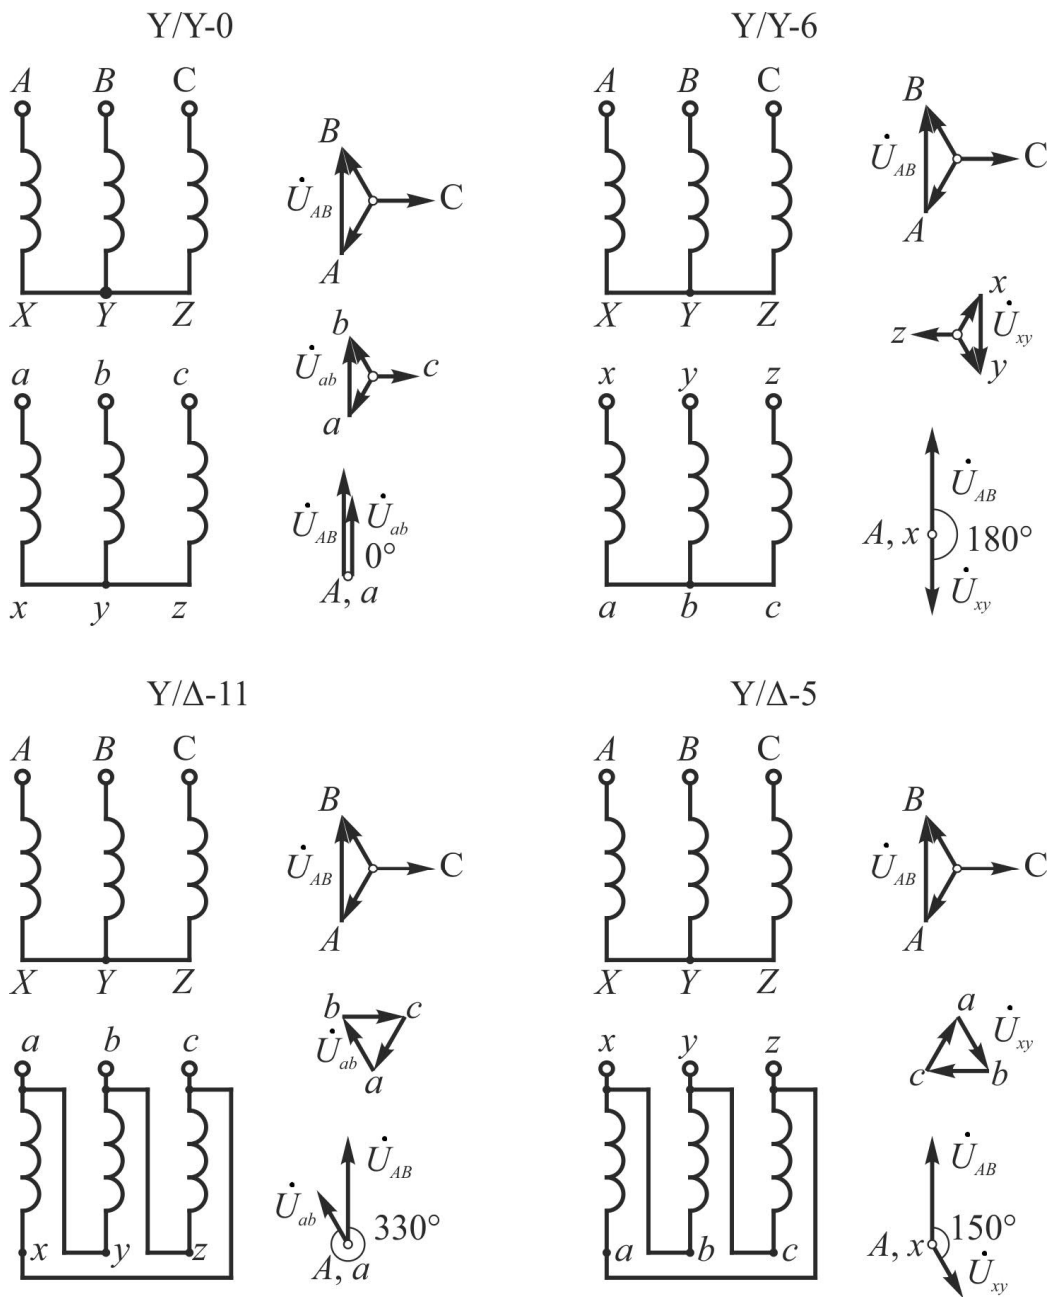 Y/Y-0
A B C
X Y Z
B
U̇AB
C
A
a b c
x y z
b
U̇ab
c
a
U̇AB U̇ab
0°
A, a
Y/Y-6
A B C
X Y Z
B
U̇AB
C
A
x y z
a b c
x
z
U̇xy
y
U̇AB
A, x 180°
U̇xy
Y/Δ-11
A B C
X Y Z
B
U̇AB
C
A
a b c
x y z
b c
U̇ab
a
U̇AB
U̇ab
330°
A, a
Y/Δ-5
A B C
X Y Z
B
U̇AB
C
A
x y z
a b c
a
U̇xy
c b
U̇AB
150°
A, x
U̇xy